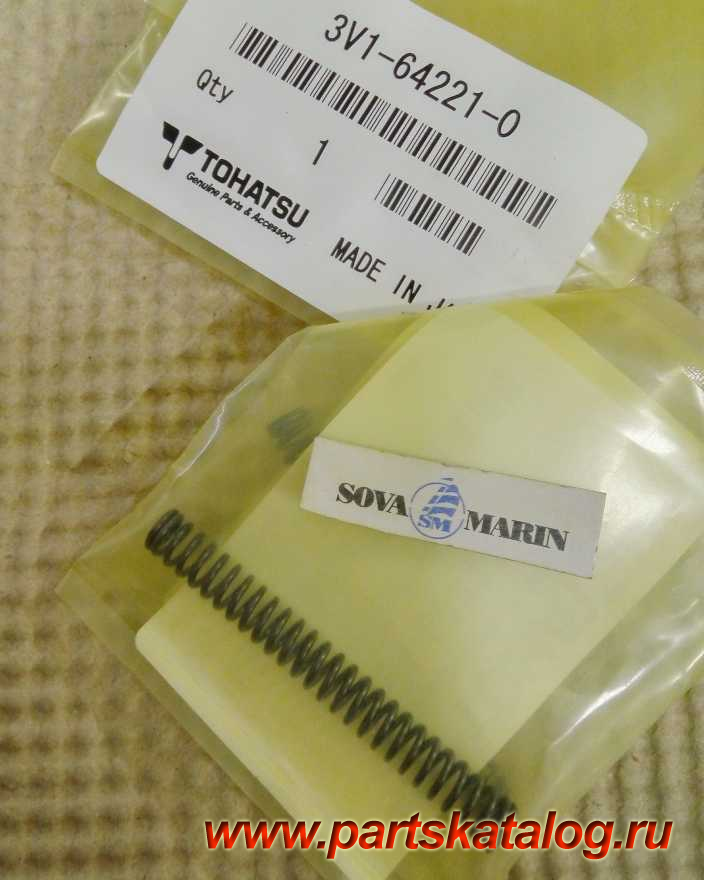 3V1-64221-0
Qty
1
TOHATSU
Genuine Parts & Accessory
MADE IN
SOVA SM MARIN
www.partskatalog.ru